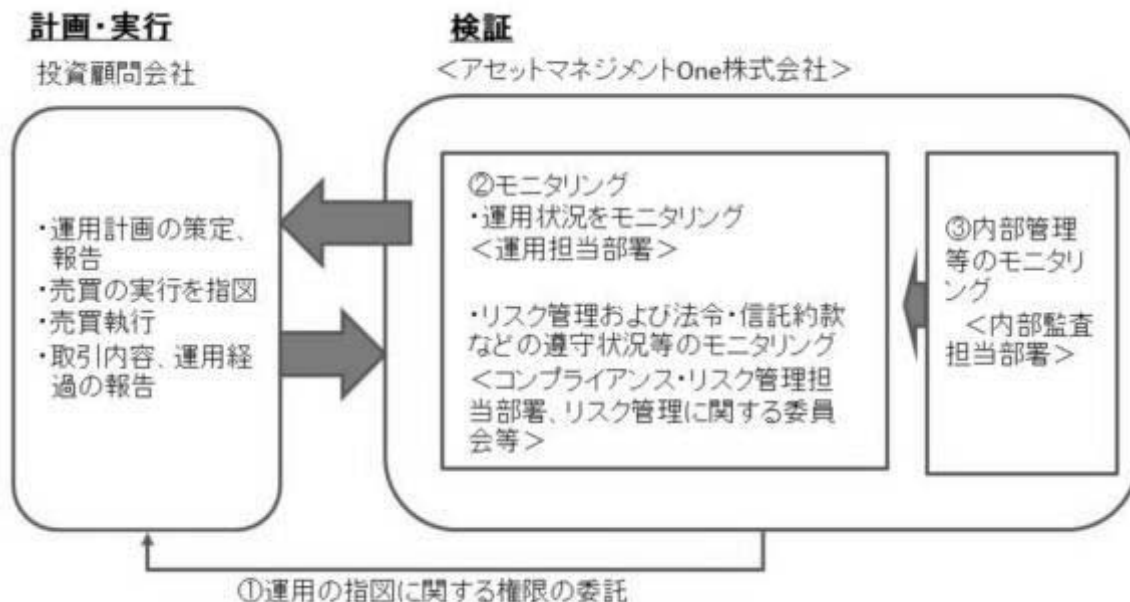 計画・実行
投資顧問会社
・運用計画の策定、
報告
・売買の実行を指図
・売買執行
・取引内容、運用経
過の報告
検証
＜アセットマネジメントOne株式会社＞
②モニタリング
・運用状況をモニタリング
＜運用担当部署＞
・リスク管理および法令・信託約款
などの遵守状況等のモニタリング
＜コンプライアンス・リスク管理担
当部署、リスク管理に関する委員
会等＞
③内部管理
等のモニタリ
ング
＜内部監査
担当部署＞
①運用の指図に関する権限の委託